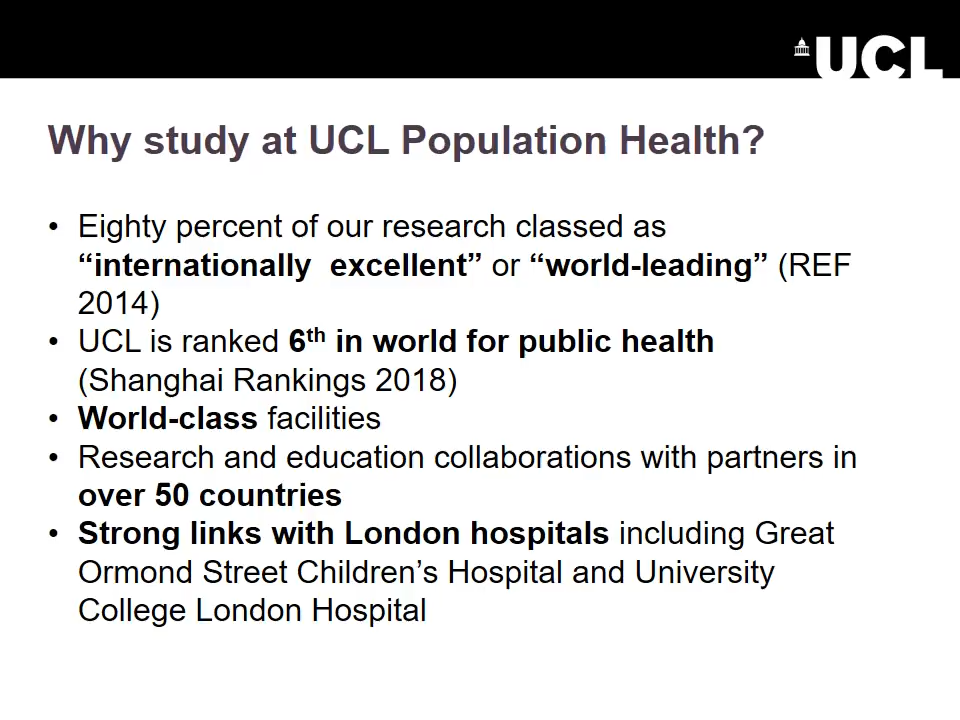 UCL
Why study at UCL Population Health?
• Eighty percent of our research classed as
“internationally  excellent” or “world-leading” (REF
2014)
• UCL is ranked 6th in world for public health
(Shanghai Rankings 2018)
• World-class facilities
• Research and education collaborations with partners in
over 50 countries
• Strong links with London hospitals including Great
Ormond Street Children’s Hospital and University
College London Hospital